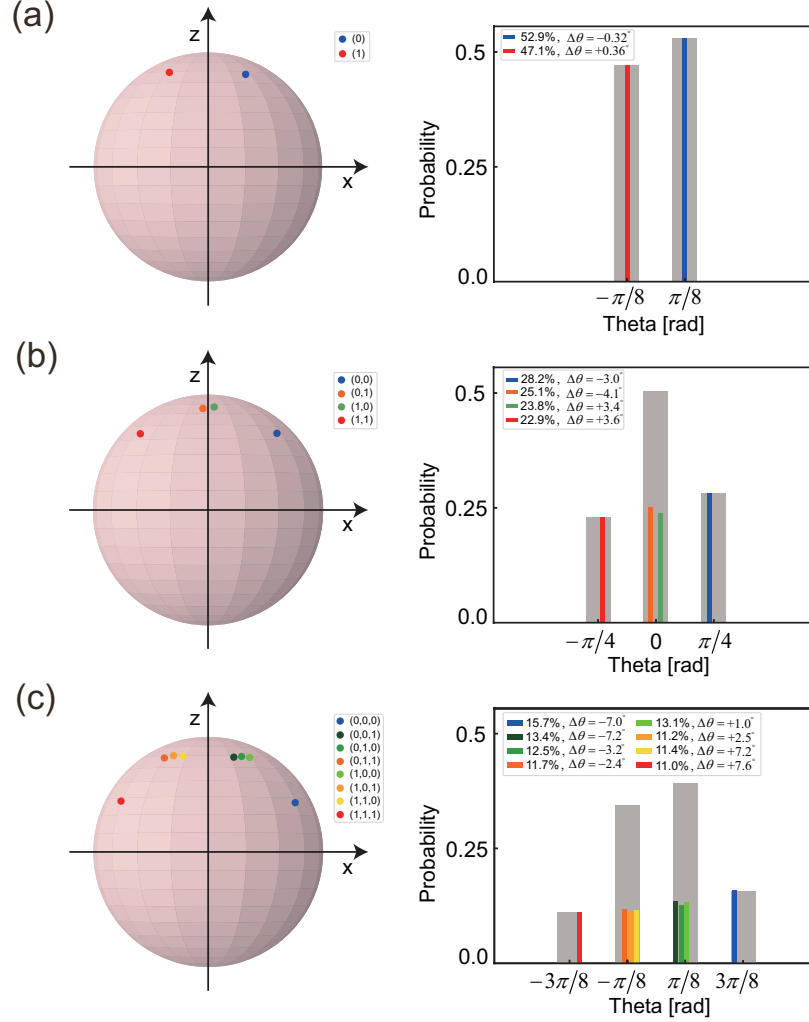 (a)
z
x
(0)
(1)
52.9%, Δθ = −0.32°
47.1%, Δθ = +0.36°
Probability
0.5
0.25
0.0
−π/8
π/8
Theta [rad]
(b)
z
x
(0,0)
(0,1)
(1,0)
(1,1)
28.2%, Δθ = −3.0°
25.1%, Δθ = −4.1°
23.8%, Δθ = +3.4°
22.9%, Δθ = +3.6°
Probability
0.5
0.25
0.0
−π/4
0
π/4
Theta [rad]
(c)
z
x
(0,0,0)
(0,0,1)
(0,1,0)
(0,1,1)
(1,0,0)
(1,0,1)
(1,1,0)
(1,1,1)
15.7%, Δθ = −7.0° 13.1%, Δθ = +1.0°
13.4%, Δθ = −7.2° 11.2%, Δθ = +2.5°
12.5%, Δθ = −3.2° 11.4%, Δθ = +7.2°
11.7%, Δθ = −2.4° 11.0%, Δθ = +7.6°
Probability
0.5
0.25
0.0
−3π/8
−π/8
π/8
3π/8
Theta [rad]